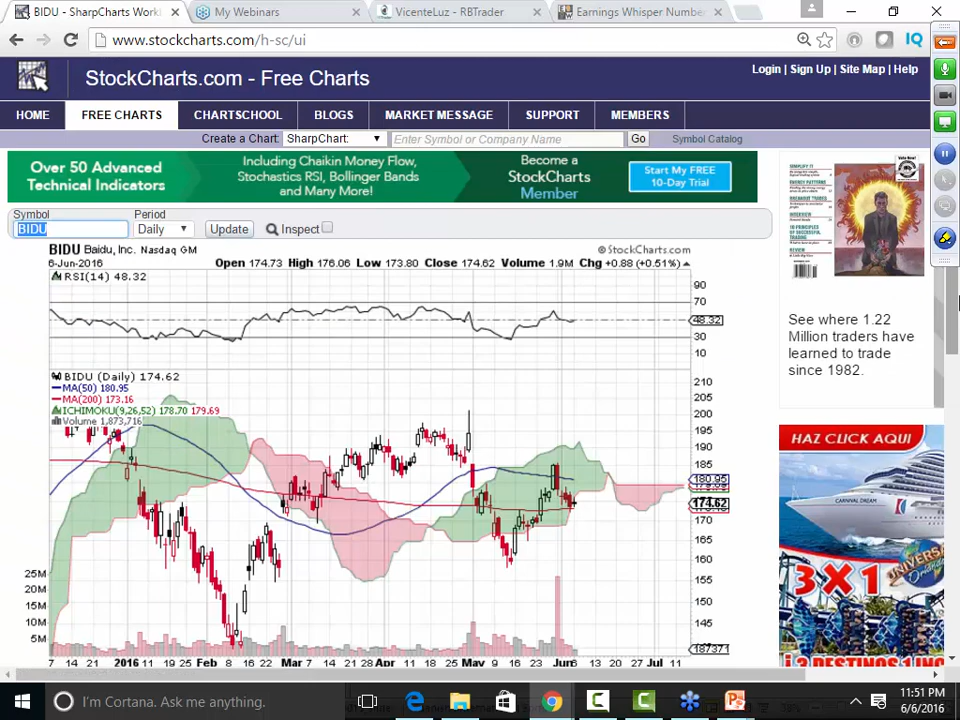 BIDU - SharpCharts Work
My Webinars
VicenteLuz - RBTrader
Earnings Whisper Number
www.stockcharts.com/h-sc/ui
IQ
StockCharts.com - Free Charts
Login | Sign Up | Site Map | Help
HOME
FREE CHARTS
CHARTSCHOOL
BLOGS
MARKET MESSAGE
SUPPORT
MEMBERS
Create a Chart:
SharpChart:
Enter Symbol or Company Name
Go
Symbol Catalog
Over 50 Advanced
Technical Indicators
Including Chaikin Money Flow,
Stochastics RSI, Bollinger Bands
and Many More!
Become a
StockCharts
Member
Start My FREE
10-Day Trial
Symbol
BIDU
Period
Daily
Update
Inspect
BIDU Baidu, Inc. Nasdaq GM
© StockCharts.com
6-Jun-2016
Open 174.73 High 176.06 Low 173.80 Close 174.62 Volume 1.9M Chg +0.88 (+0.51%)
RSI(14) 48.32
90
70
48.32
30
10
BIDU (Daily) 174.62
MA(50) 180.95
MA(200) 173.16
ICHIMOKU(9,26,52) 178.70 179.69
Volume 1,873,716
210
205
200
195
190
185
180.95
174.62
170
165
160
155
150
145
25M
20M
15M
10M
5M
7 14 21 2016 11 19 25 Feb 8 16 22 Mar 7 14 21 Apr 11 18 25 May 9 16 23 Jun 6 13 20 27 Jul 11
See where 1.22
Million traders have
learned to trade
since 1982.
HAZ CLICK AQUI
CARNIVAL DREAM
UNIVERSAL
Orlando
3X1
I'm Cortana. Ask me anything.
11:51 PM
6/6/2016